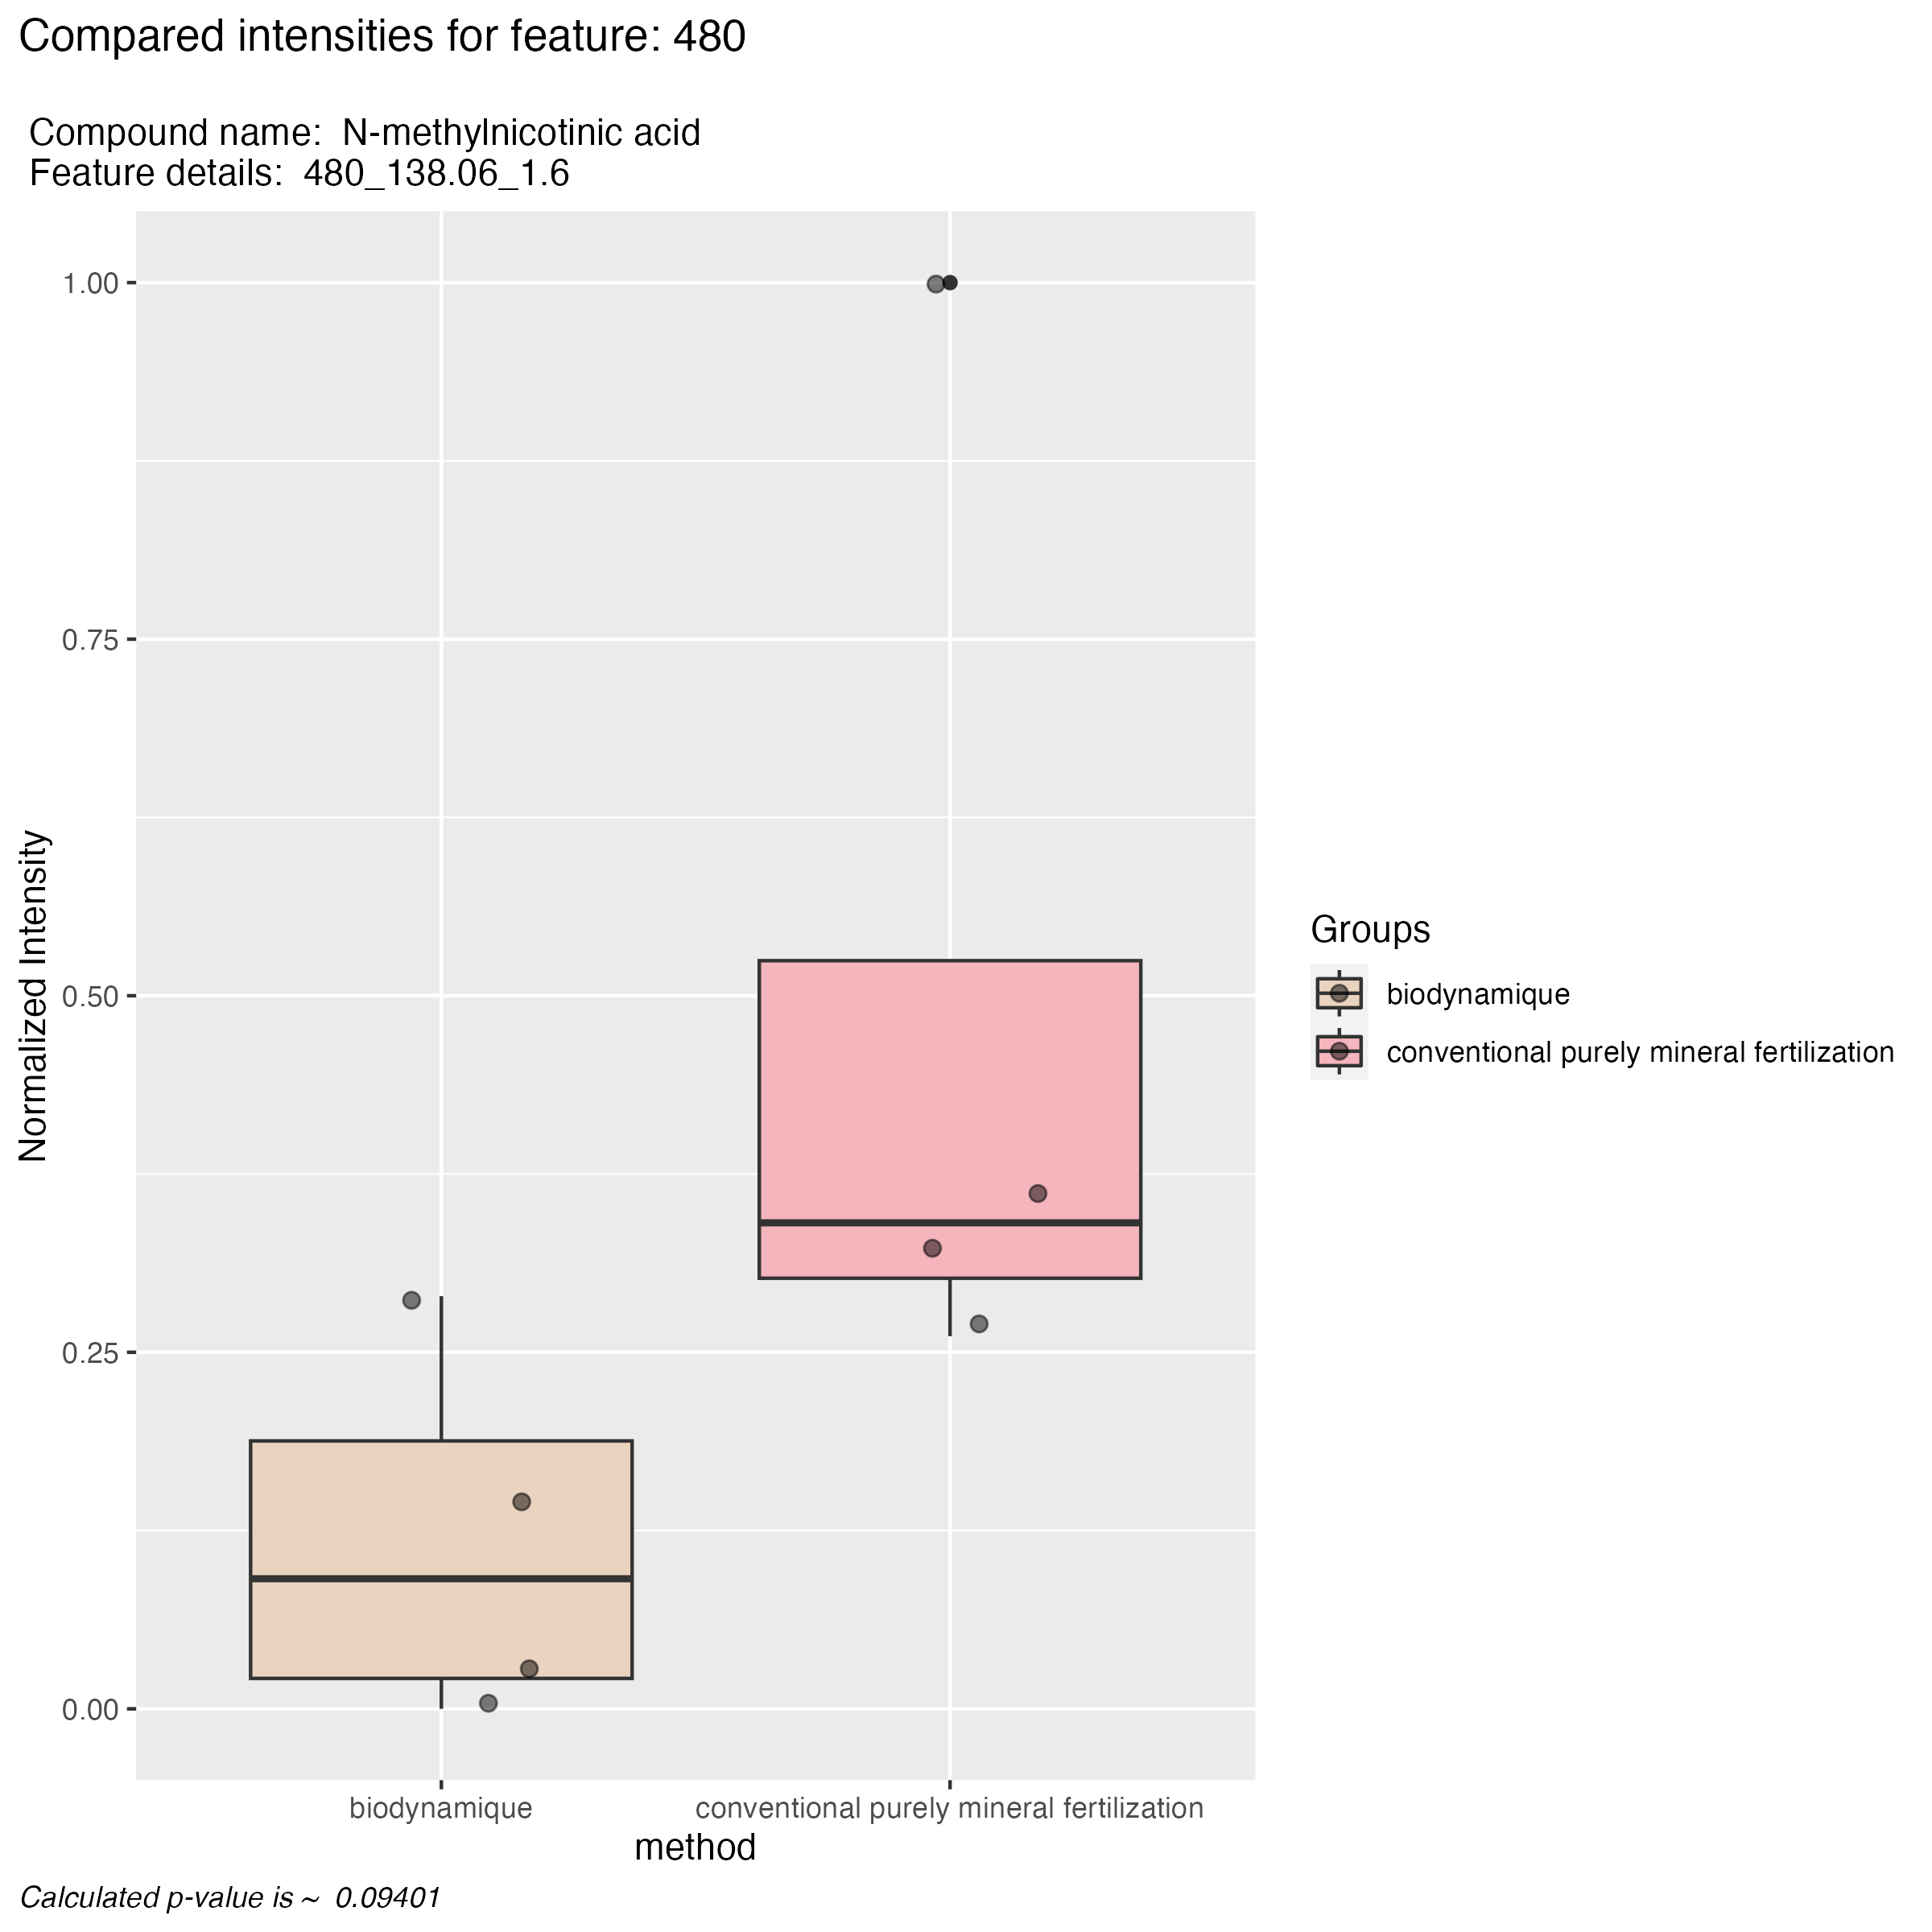 Compared intensities for feature: 480
Compound name:  N-methylnicotinic acid
Feature details:  480_138.06_1.6
1.00
0.75
0.50
0.25
0.00
Normalized Intensity
biodynamique
conventional purely mineral fertilization
method
Groups
biodynamique
conventional purely mineral fertilization
Calculated p-value is ~  0.09401